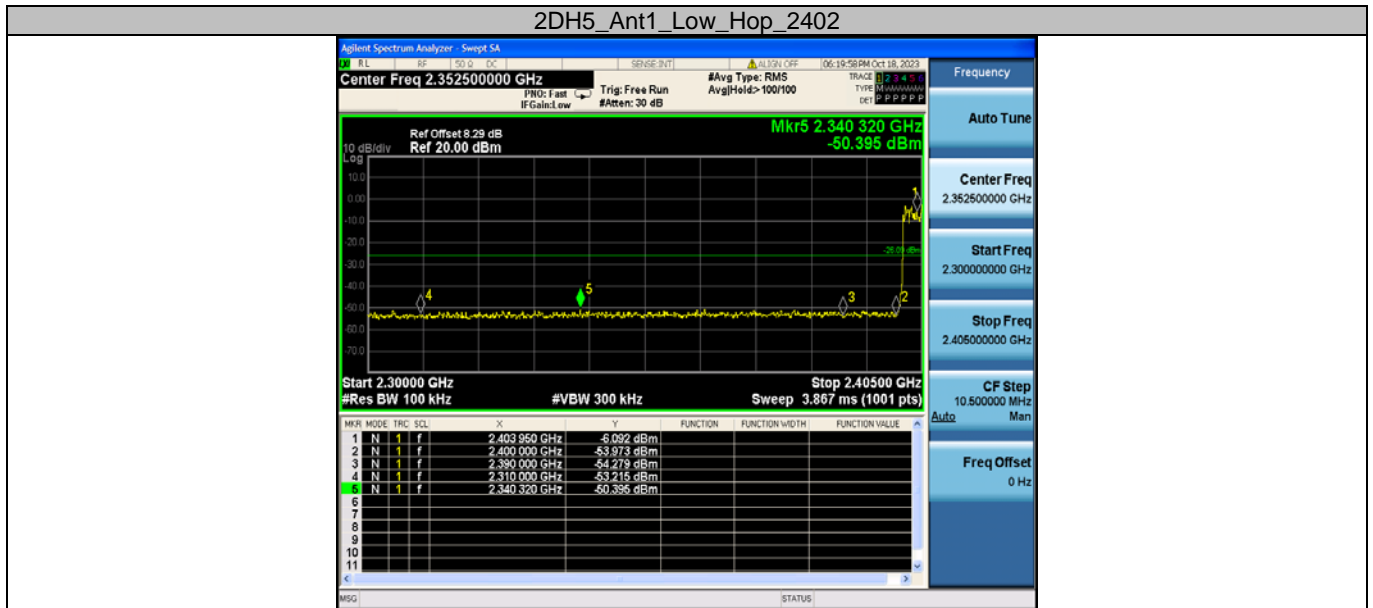 2DH5_Ant1_Low_Hop_2402
Agilent Spectrum Analyzer - Swept SA
RL RF 50 Ω DC SENSE:INT ALIGN OFF 06:19:58 PM Oct 18, 2023
Center Freq 2.352500000 GHz
PNO: Fast
IFGain:Low
Trig: Free Run
#Atten: 30 dB
#Avg Type: RMS
Avg|Hold:>100/100
TRACE 1 2 3 4 5 6
TYPE M
DET P P P P P P
Frequency
Mkr5 2.340 320 GHz
-50.395 dBm
Ref Offset 8.29 dB
10 dB/div Ref 20.00 dBm
Log
10.0
0.00
-10.0
-20.0
-30.0
-40.0
-50.0
-60.0
-70.0
1
2
3
4
5
Start 2.30000 GHz Stop 2.40500 GHz
#Res BW 100 kHz #VBW 300 kHz Sweep 3.867 ms (1001 pts)
MKR MODE TRC SCL X Y FUNCTION FUNCTION WIDTH FUNCTION VALUE
1 N 1 f 2.403 950 GHz -6.092 dBm
2 N 1 f 2.400 000 GHz -53.973 dBm
3 N 1 f 2.390 000 GHz -54.279 dBm
4 N 1 f 2.310 000 GHz -53.215 dBm
5 N 1 f 2.340 320 GHz -50.395 dBm
6
7
8
9
10
11
MSG STATUS
Auto Tune
Center Freq
2.352500000 GHz
Start Freq
2.300000000 GHz
Stop Freq
2.405000000 GHz
CF Step
10.500000 MHz
Auto Man
Freq Offset
0 Hz